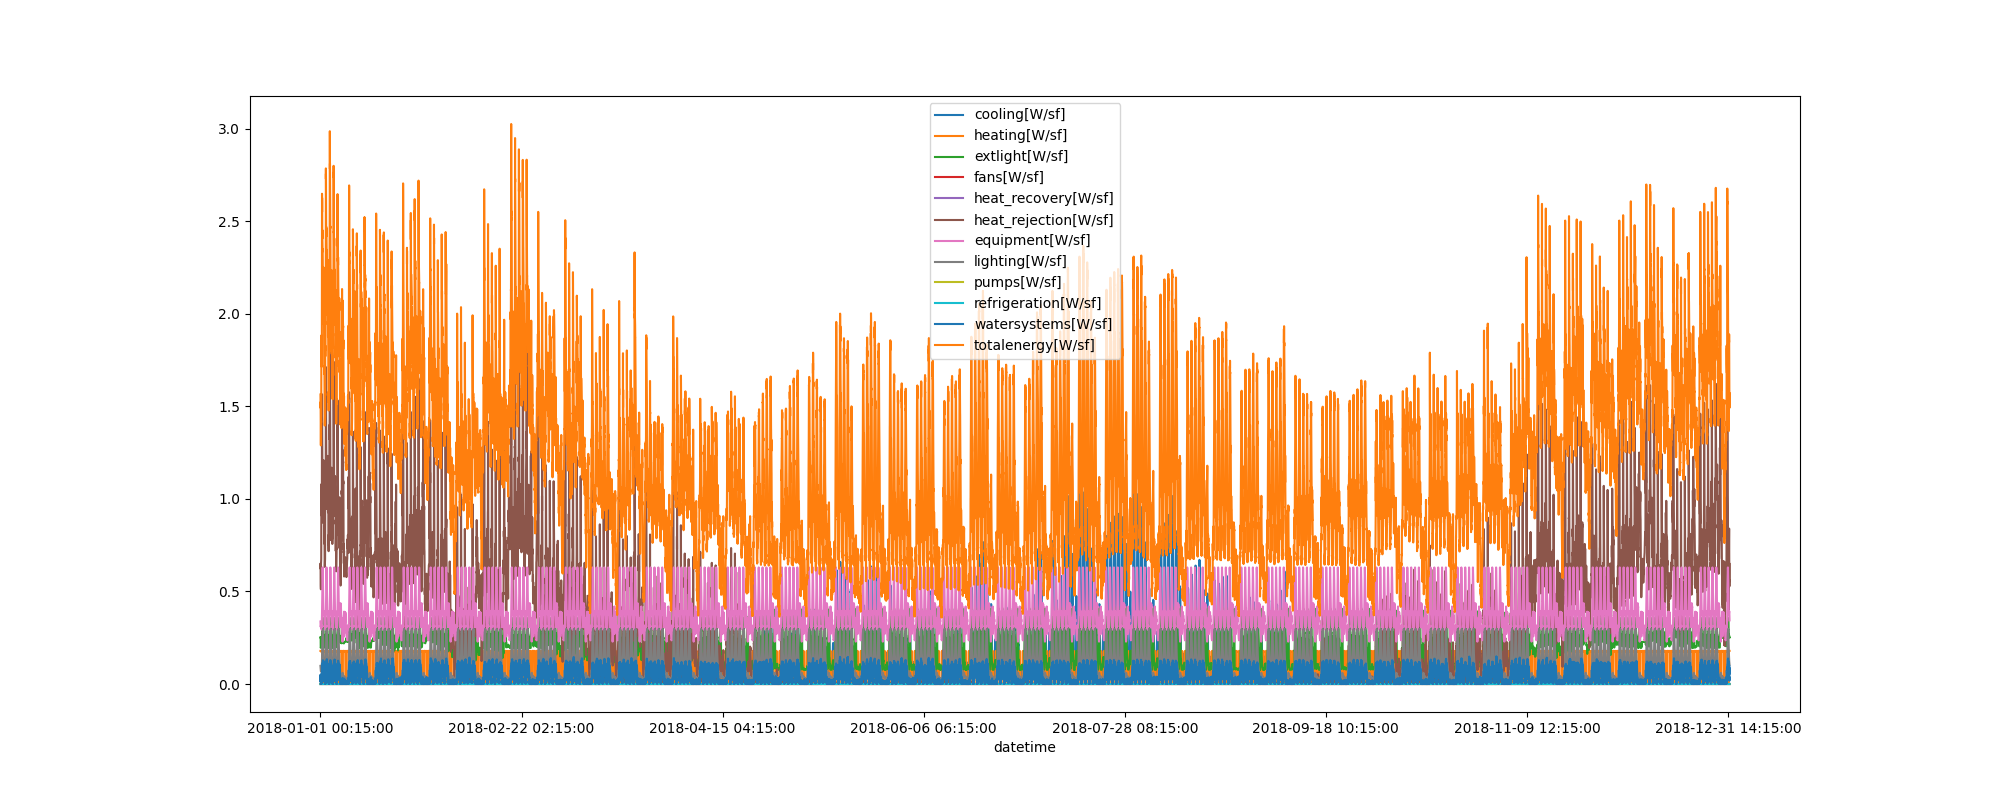 3.0
2.5
2.0
1.5
1.0
0.5
0.0
cooling[W/sf]
heating[W/sf]
extlight[W/sf]
fans[W/sf]
heat_recovery[W/sf]
heat_rejection[W/sf]
equipment[W/sf]
lighting[W/sf]
pumps[W/sf]
refrigeration[W/sf]
watersystems[W/sf]
totalenergy[W/sf]
2018-01-01 00:15:00 2018-02-22 02:15:00 2018-04-15 04:15:00 2018-06-06 06:15:00 2018-07-28 08:15:00 2018-09-18 10:15:00 2018-11-09 12:15:00 2018-12-31 14:15:00
datetime